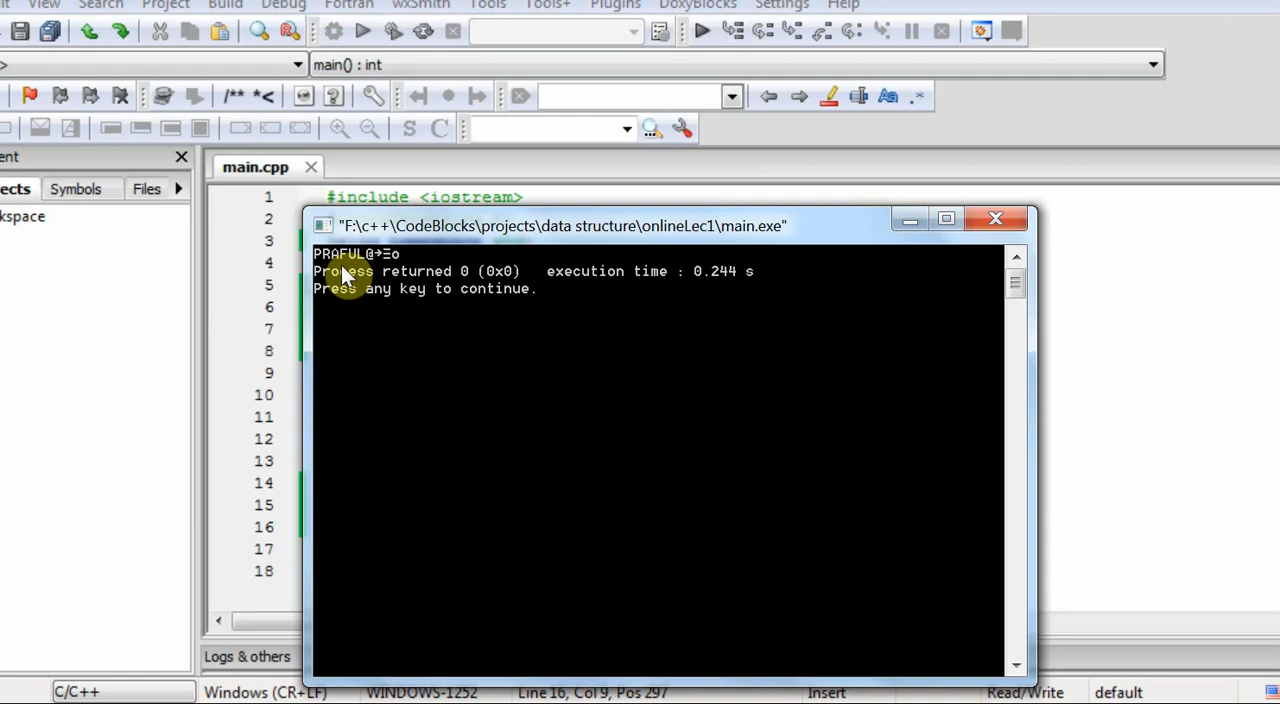 View Search Project Build Debug Fortran wxSmith Tools Tools+ Plugins DoxyBlocks Settings Help
> main() : int
/** *<
Aa .*
S C
ent
ects Symbols Files
kspace
main.cpp
1 #include <iostream>
2
3
4
5
6
7
8
9
10
11
12
13
14
15
16
17
18
"F:\c++\CodeBlocks\projects\data structure\onlineLec1\main.exe"
PRAFUL@→Ξo
Process returned 0 (0x0) execution time : 0.244 s
Press any key to continue.
Logs & others
C/C++ Windows (CR+LF) WINDOWS-1252 Line 16, Col 9, Pos 297 Insert Read/Write default